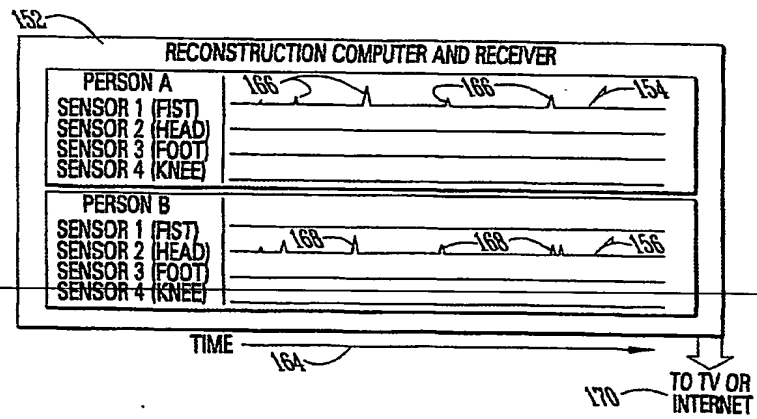 152
RECONSTRUCTION COMPUTER AND RECEIVER
PERSON A
166 166 154
SENSOR 1 (FIST)
SENSOR 2 (HEAD)
SENSOR 3 (FOOT)
SENSOR 4 (KNEE)
PERSON B
SENSOR 1 (FIST)
168 168 156
SENSOR 2 (HEAD)
SENSOR 3 (FOOT)
SENSOR 4 (KNEE)
TIME
164
170
TO TV OR
INTERNET